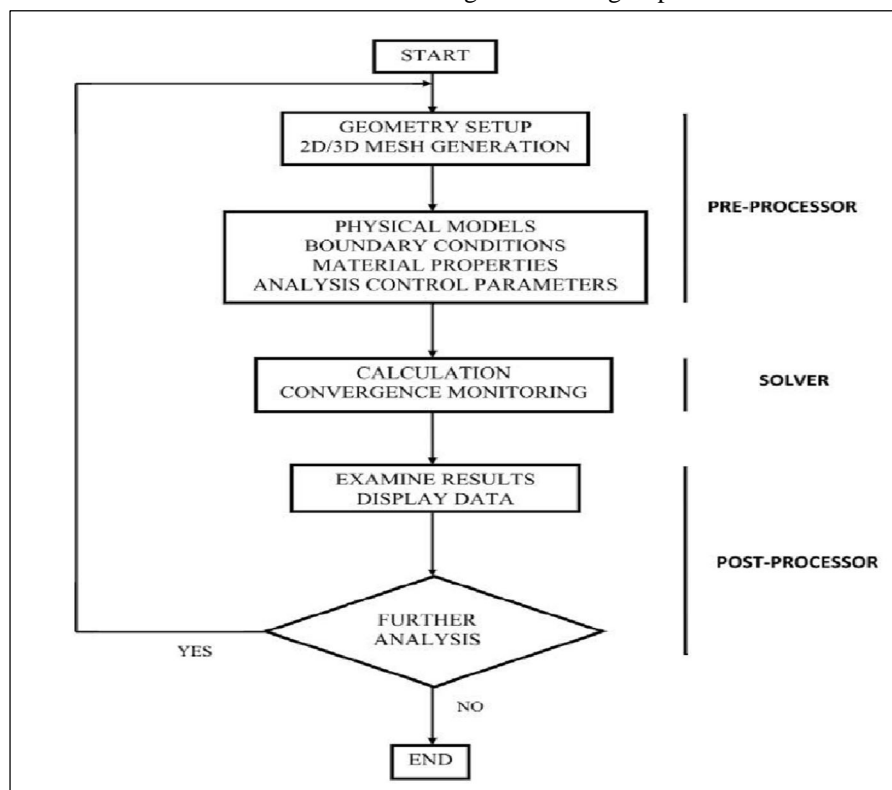 START
GEOMETRY SETUP
2D/3D MESH GENERATION
PRE-PROCESSOR
PHYSICAL MODELS
BOUNDARY CONDITIONS
MATERIAL PROPERTIES
ANALYSIS CONTROL PARAMETERS
CALCULATION
CONVERGENCE MONITORING
SOLVER
EXAMINE RESULTS
DISPLAY DATA
POST-PROCESSOR
FURTHER
ANALYSIS
YES
NO
END